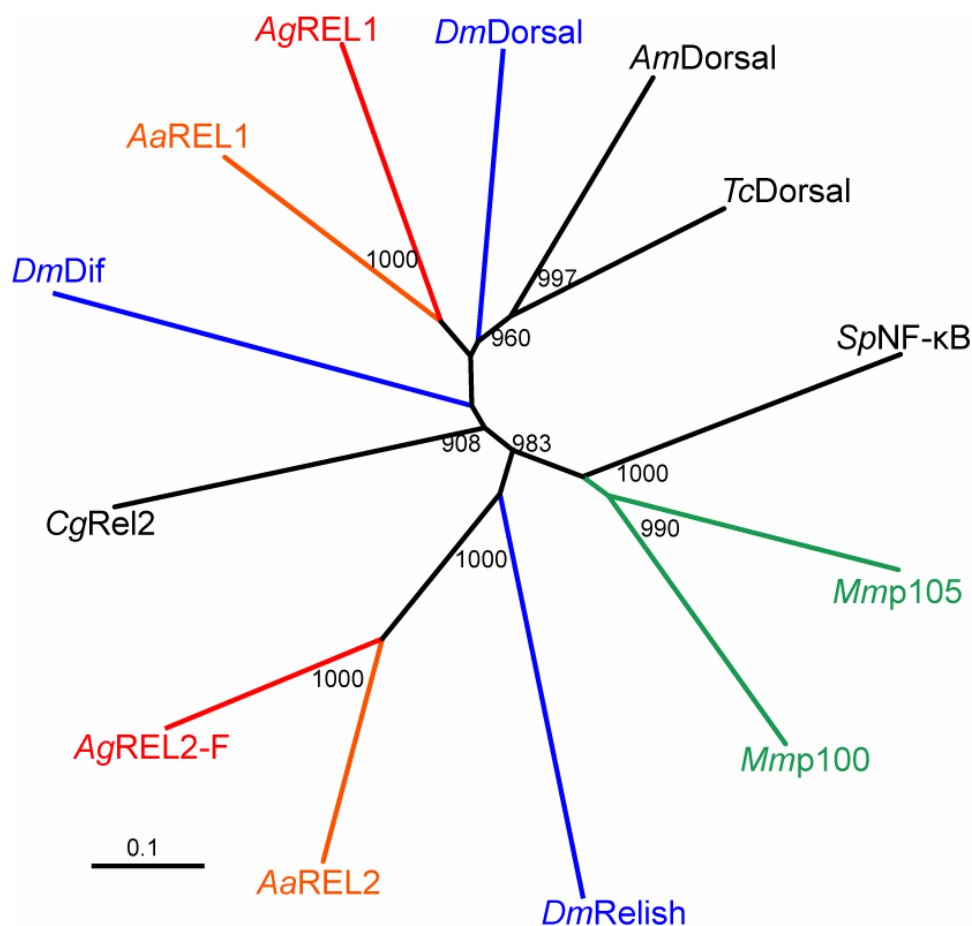 AgREL1
DmDorsal
AmDorsal
AaREL1
TcDorsal
1000
DmDif
997
960
SpNF-κB
908
983
1000
CgRel2
990
1000
Mmp105
1000
AgREL2-F
Mmp100
0.1
AaREL2
DmRelish